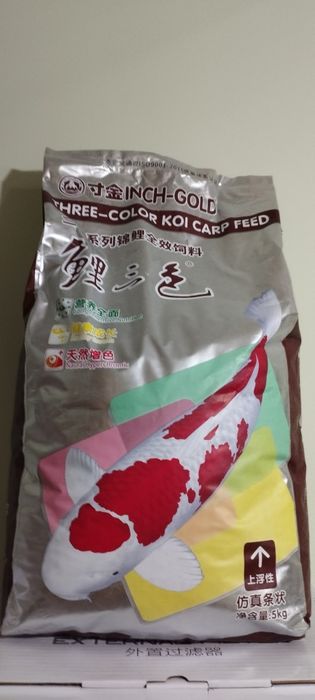 寸金INCH-GOLD
THREE-COLOR KOI CARP FEED
系列锦鲤全效饲料
鲤三色®
营养全面
天然增色
上浮性
仿真条状
净含量:5kg
EXTERNA
外置过滤器